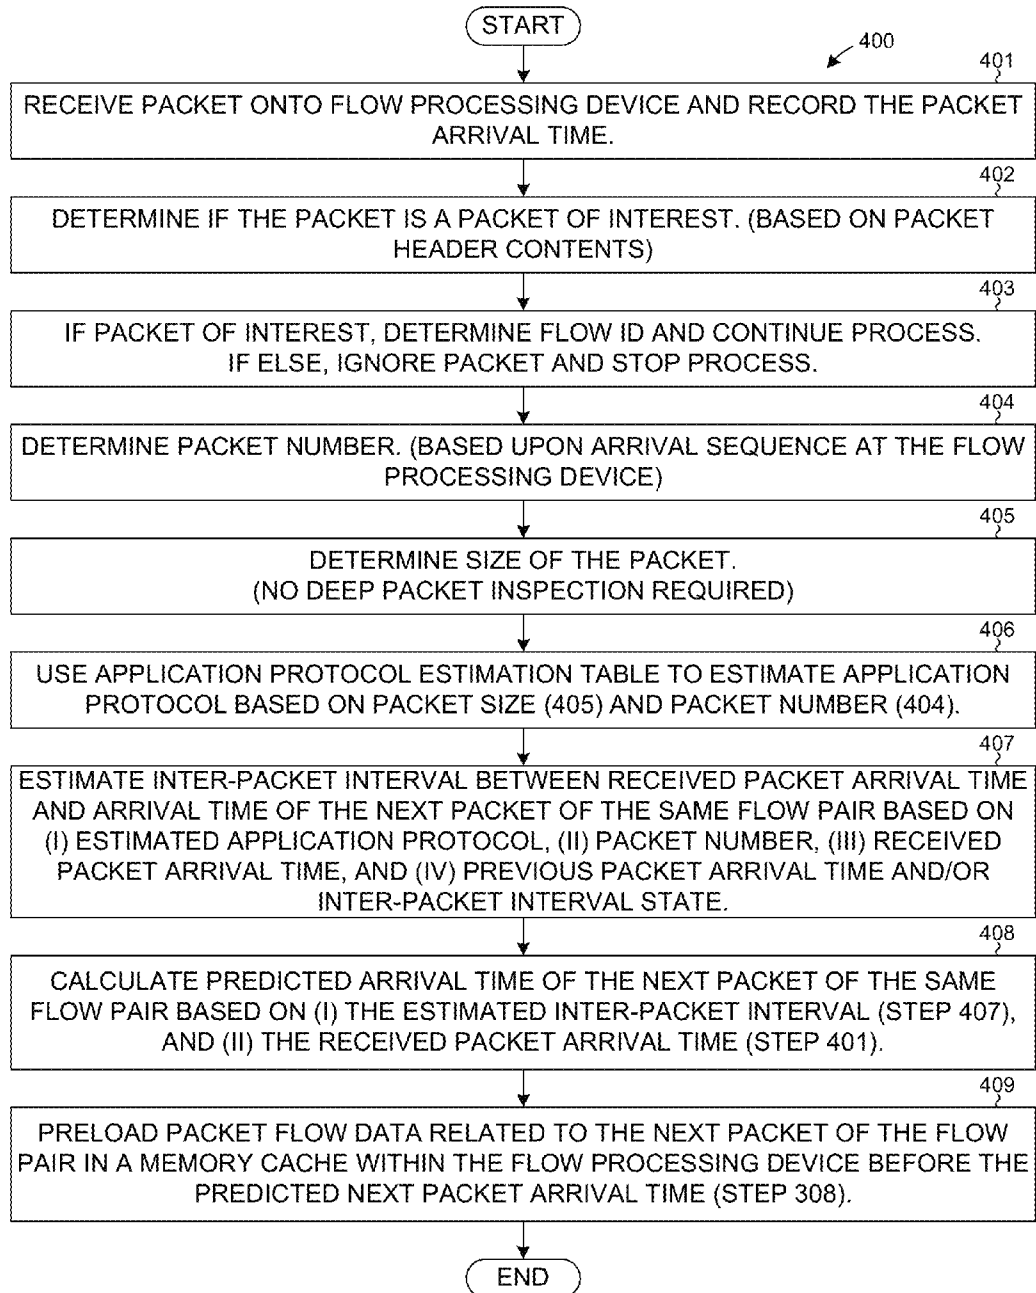 START
400
401
RECEIVE PACKET ONTO FLOW PROCESSING DEVICE AND RECORD THE PACKET
ARRIVAL TIME.
402
DETERMINE IF THE PACKET IS A PACKET OF INTEREST. (BASED ON PACKET
HEADER CONTENTS)
403
IF PACKET OF INTEREST, DETERMINE FLOW ID AND CONTINUE PROCESS.
IF ELSE, IGNORE PACKET AND STOP PROCESS.
404
DETERMINE PACKET NUMBER. (BASED UPON ARRIVAL SEQUENCE AT THE FLOW
PROCESSING DEVICE)
405
DETERMINE SIZE OF THE PACKET.
(NO DEEP PACKET INSPECTION REQUIRED)
406
USE APPLICATION PROTOCOL ESTIMATION TABLE TO ESTIMATE APPLICATION
PROTOCOL BASED ON PACKET SIZE (405) AND PACKET NUMBER (404).
407
ESTIMATE INTER-PACKET INTERVAL BETWEEN RECEIVED PACKET ARRIVAL TIME
AND ARRIVAL TIME OF THE NEXT PACKET OF THE SAME FLOW PAIR BASED ON
(I) ESTIMATED APPLICATION PROTOCOL, (II) PACKET NUMBER, (III) RECEIVED
PACKET ARRIVAL TIME, AND (IV) PREVIOUS PACKET ARRIVAL TIME AND/OR
INTER-PACKET INTERVAL STATE.
408
CALCULATE PREDICTED ARRIVAL TIME OF THE NEXT PACKET OF THE SAME
FLOW PAIR BASED ON (I) THE ESTIMATED INTER-PACKET INTERVAL (STEP 407),
AND (II) THE RECEIVED PACKET ARRIVAL TIME (STEP 401).
409
PRELOAD PACKET FLOW DATA RELATED TO THE NEXT PACKET OF THE FLOW
PAIR IN A MEMORY CACHE WITHIN THE FLOW PROCESSING DEVICE BEFORE THE
PREDICTED NEXT PACKET ARRIVAL TIME (STEP 308).
END